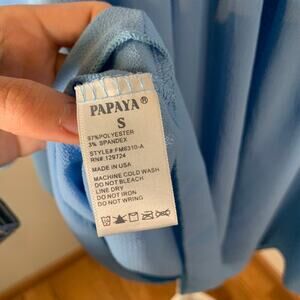 PAPAYA®
S
97%POLYESTER
3% SPANDEX
STYLE#:FM6310-A
RN#:129724
MADE IN USA
MACHINE COLD WASH
DO NOT BLEACH
LINE DRY
DO NOT IRON
DO NOT WRING